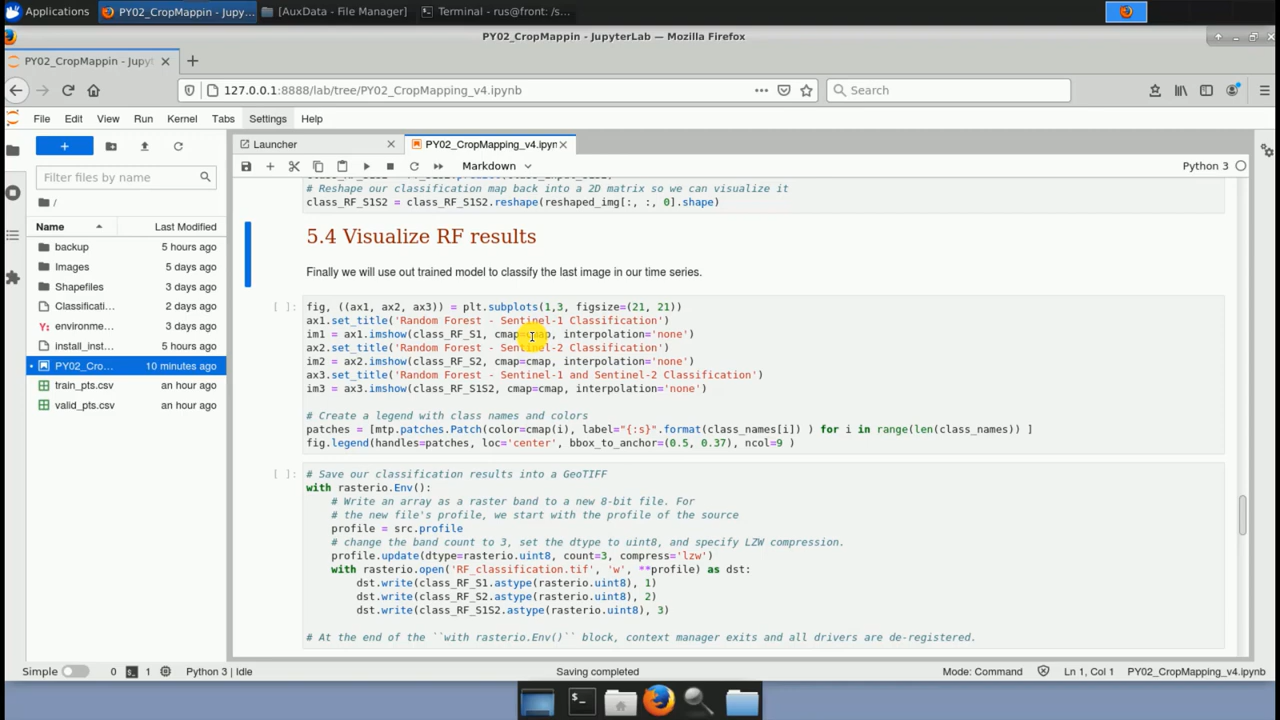 Applications
PY02_CropMappin - Jupy...
[AuxData - File Manager]
Terminal - rus@front: /s...
PY02_CropMappin - JupyterLab — Mozilla Firefox
PY02_CropMappin - Jupyt
127.0.0.1:8888/lab/tree/PY02_CropMapping_v4.ipynb
Search
File Edit View Run Kernel Tabs Settings Help
Launcher
PY02_CropMapping_v4.ipyn
Markdown
Python 3
Filter files by name
/
Name Last Modified
backup 5 hours ago
Images 5 days ago
Shapefiles 3 days ago
Classificati... 2 days ago
environme... 3 days ago
install_inst... 5 hours ago
PY02_Cro... 10 minutes ago
train_pts.csv an hour ago
valid_pts.csv an hour ago
# Reshape our classification map back into a 2D matrix so we can visualize it
class_RF_S1S2 = class_RF_S1S2.reshape(reshaped_img[:, :, 0].shape)
5.4 Visualize RF results
Finally we will use out trained model to classify the last image in our time series.
[ ]: fig, ((ax1, ax2, ax3)) = plt.subplots(1,3, figsize=(21, 21))
ax1.set_title('Random Forest - Sentinel-1 Classification')
im1 = ax1.imshow(class_RF_S1, cmap=cmap, interpolation='none')
ax2.set_title('Random Forest - Sentinel-2 Classification')
im2 = ax2.imshow(class_RF_S2, cmap=cmap, interpolation='none')
ax3.set_title('Random Forest - Sentinel-1 and Sentinel-2 Classification')
im3 = ax3.imshow(class_RF_S1S2, cmap=cmap, interpolation='none')
# Create a legend with class names and colors
patches = [mtp.patches.Patch(color=cmap(i), label="{:s}".format(class_names[i]) ) for i in range(len(class_names)) ]
fig.legend(handles=patches, loc='center', bbox_to_anchor=(0.5, 0.37), ncol=9 )
[ ]: # Save our classification results into a GeoTIFF
with rasterio.Env():
# Write an array as a raster band to a new 8-bit file. For
# the new file's profile, we start with the profile of the source
profile = src.profile
# change the band count to 3, set the dtype to uint8, and specify LZW compression.
profile.update(dtype=rasterio.uint8, count=3, compress='lzw')
with rasterio.open('RF_classification.tif', 'w', **profile) as dst:
dst.write(class_RF_S1.astype(rasterio.uint8), 1)
dst.write(class_RF_S2.astype(rasterio.uint8), 2)
dst.write(class_RF_S1S2.astype(rasterio.uint8), 3)
# At the end of the ``with rasterio.Env()`` block, context manager exits and all drivers are de-registered.
Simple 0 1 Python 3 | Idle Saving completed Mode: Command Ln 1, Col 1 PY02_CropMapping_v4.ipynb